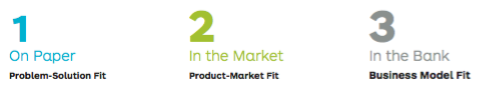 1 2 3
On Paper In the Market In the Bank
Problem-Solution Fit Product-Market Fit Business Model Fit